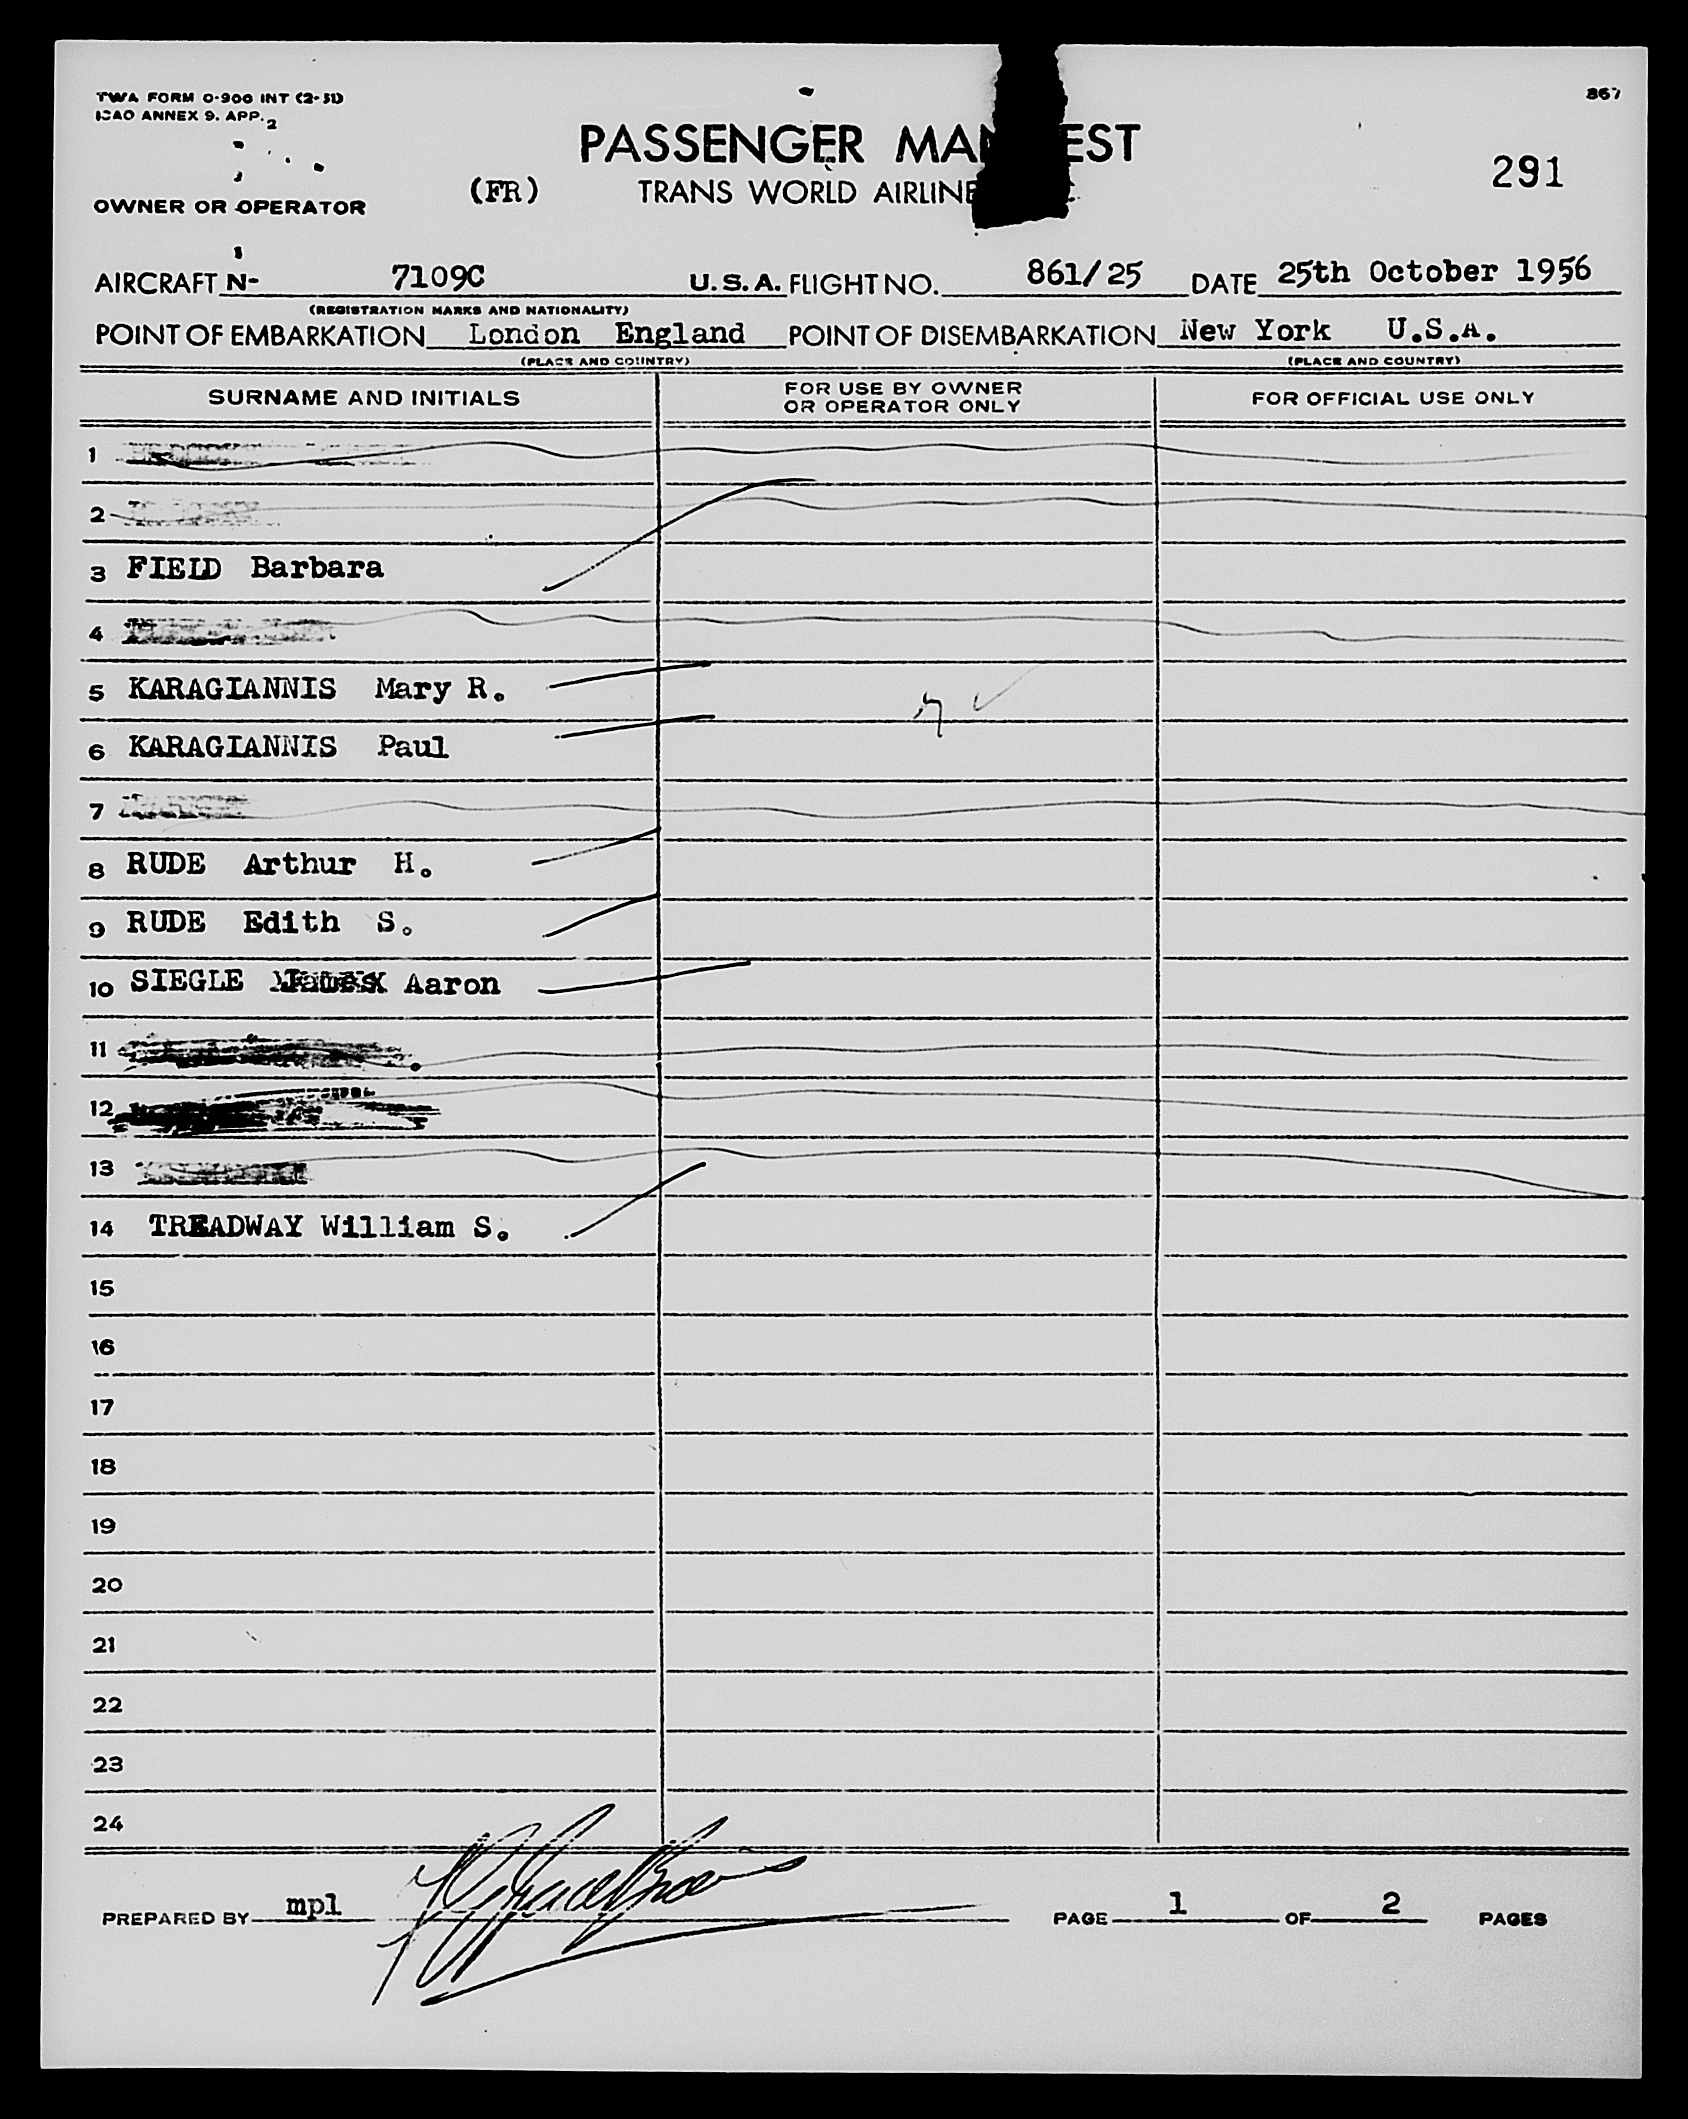 TWA FORM O-900 INT (2-51)
ICAO ANNEX 9. APP. 2
867
PASSENGER MAN EST
291
(FR) TRANS WORLD AIRLINE
OWNER OR OPERATOR
AIRCRAFT N- 7109C U.S.A. FLIGHT NO. 861/25 DATE 25th October 1956
(REGISTRATION MARKS AND NATIONALITY)
POINT OF EMBARKATION London England POINT OF DISEMBARKATION New York U.S.A.
(PLACE AND COUNTRY) (PLACE AND COUNTRY)
SURNAME AND INITIALS FOR USE BY OWNER OR OPERATOR ONLY FOR OFFICIAL USE ONLY
1
2
3 FIELD Barbara
4
5 KARAGIANNIS Mary R.
6 KARAGIANNIS Paul
7
8 RUDE Arthur H.
9 RUDE Edith S.
10 SIEGLE Aaron
11
12
13
14 TREADWAY William S.
15
16
17
18
19
20
21
22
23
24
PREPARED BY mpl PAGE 1 OF 2 PAGES